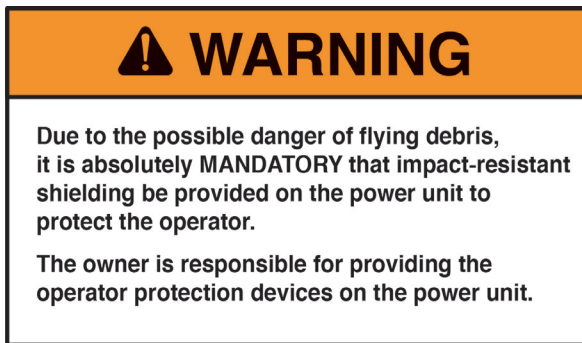 WARNING
Due to the possible danger of flying debris,
it is absolutely MANDATORY that impact-resistant
shielding be provided on the power unit to
protect the operator.
The owner is responsible for providing the
operator protection devices on the power unit.